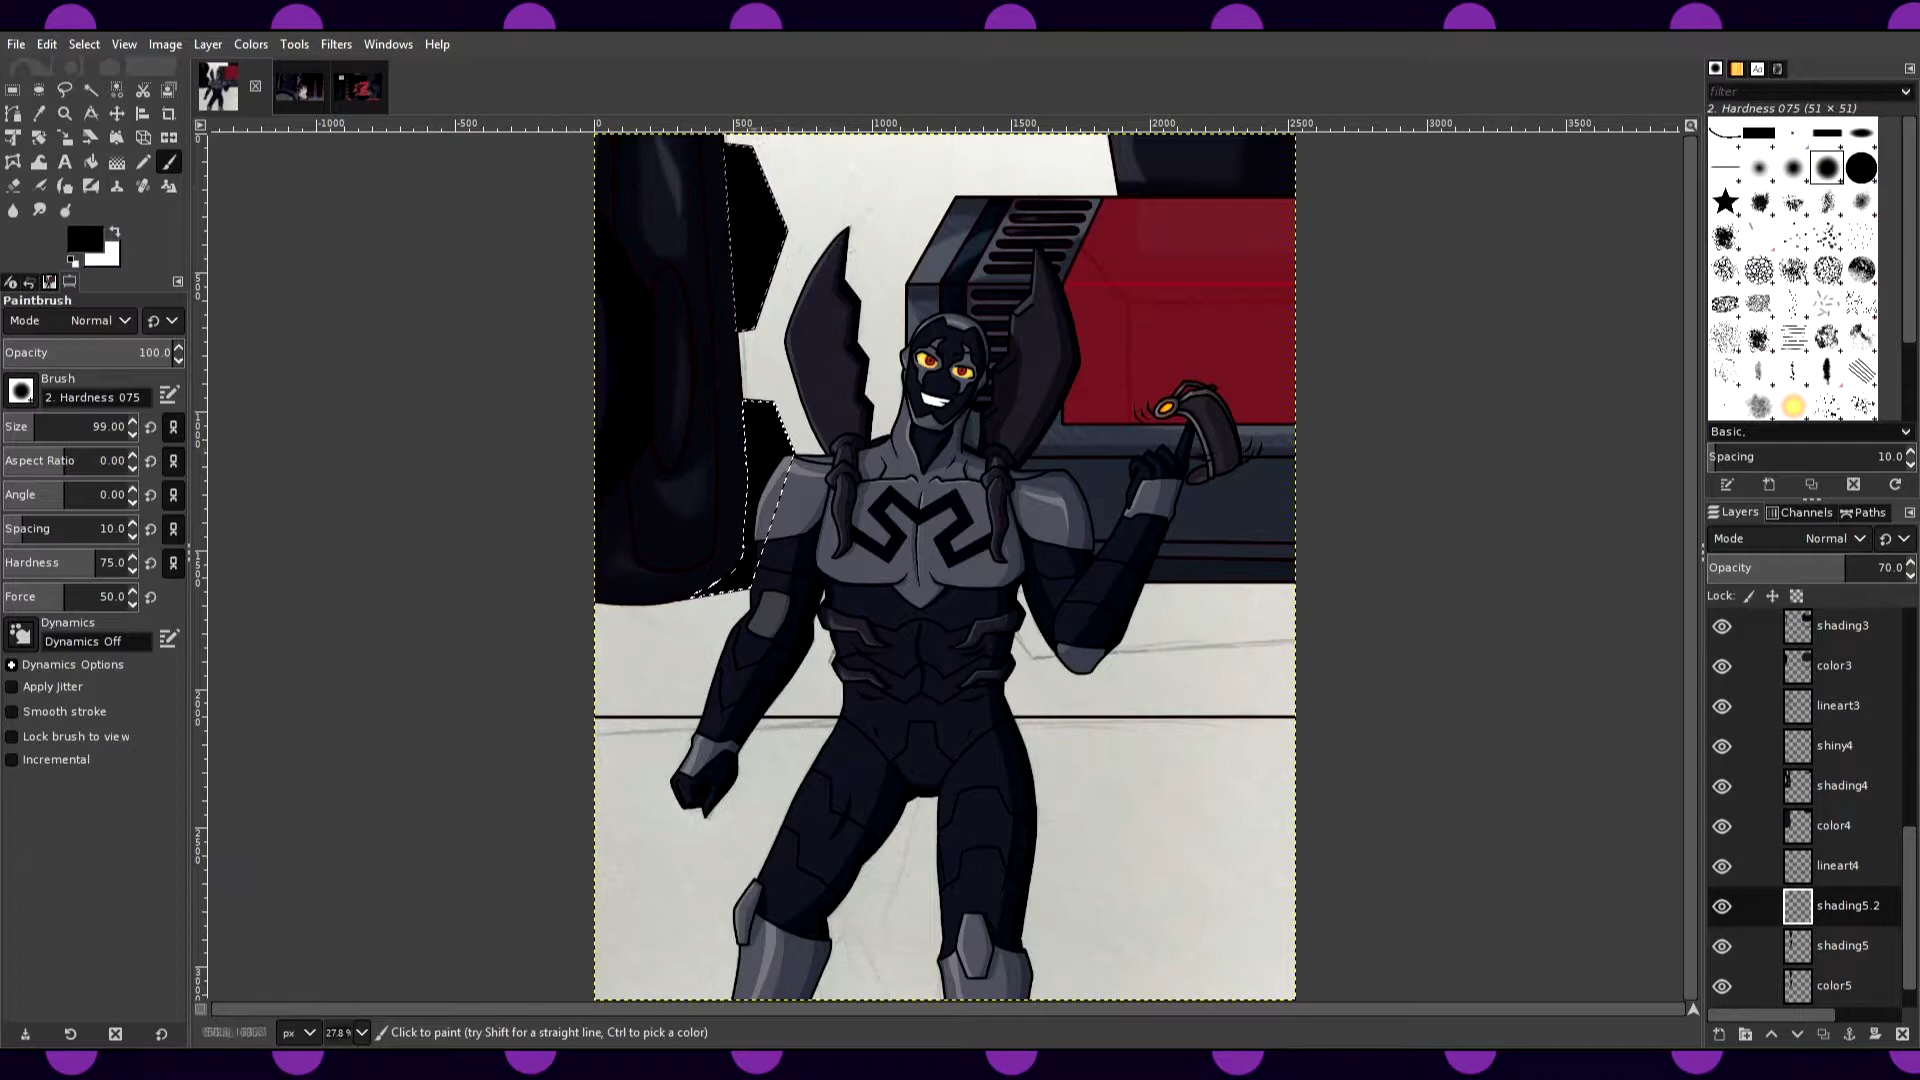 File Edit Select View Image Layer Colors Tools Filters Windows Help
filter
2. Hardness 075 (51 × 51)
-1000 -500 0 500 1000 1500 2000 2500 3000 3500
Paintbrush
Mode Normal
Opacity 100.0
Brush
2. Hardness 075
Size 99.00
Aspect Ratio 0.00
Angle 0.00
Spacing 10.0
Hardness 75.0
Force 50.0
Dynamics
Dynamics Off
Dynamics Options
Apply Jitter
Smooth stroke
Lock brush to view
Incremental
Basic,
Spacing 10.0
Layers Channels Paths
Mode Normal
Opacity 70.0
Lock:
shading3
color3
lineart3
shiny4
shading4
color4
lineart4
shading5.2
shading5
color5
px 27.8 % Click to paint (try Shift for a straight line, Ctrl to pick a color)